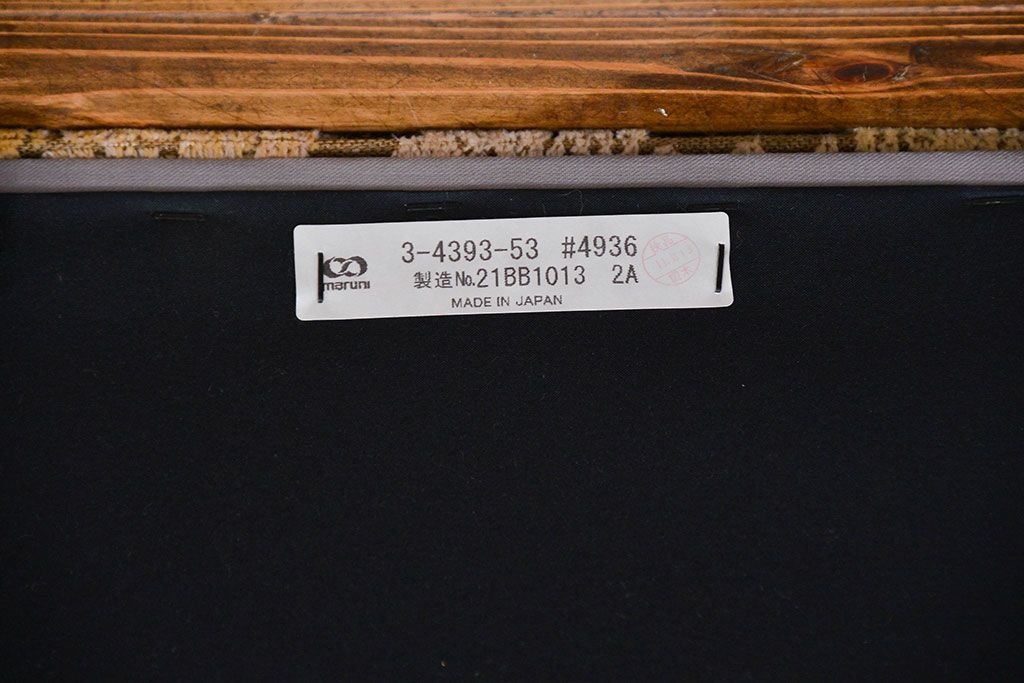 maruni
3-4393-53 #4936
製造No.21BB1013 2A
MADE IN JAPAN